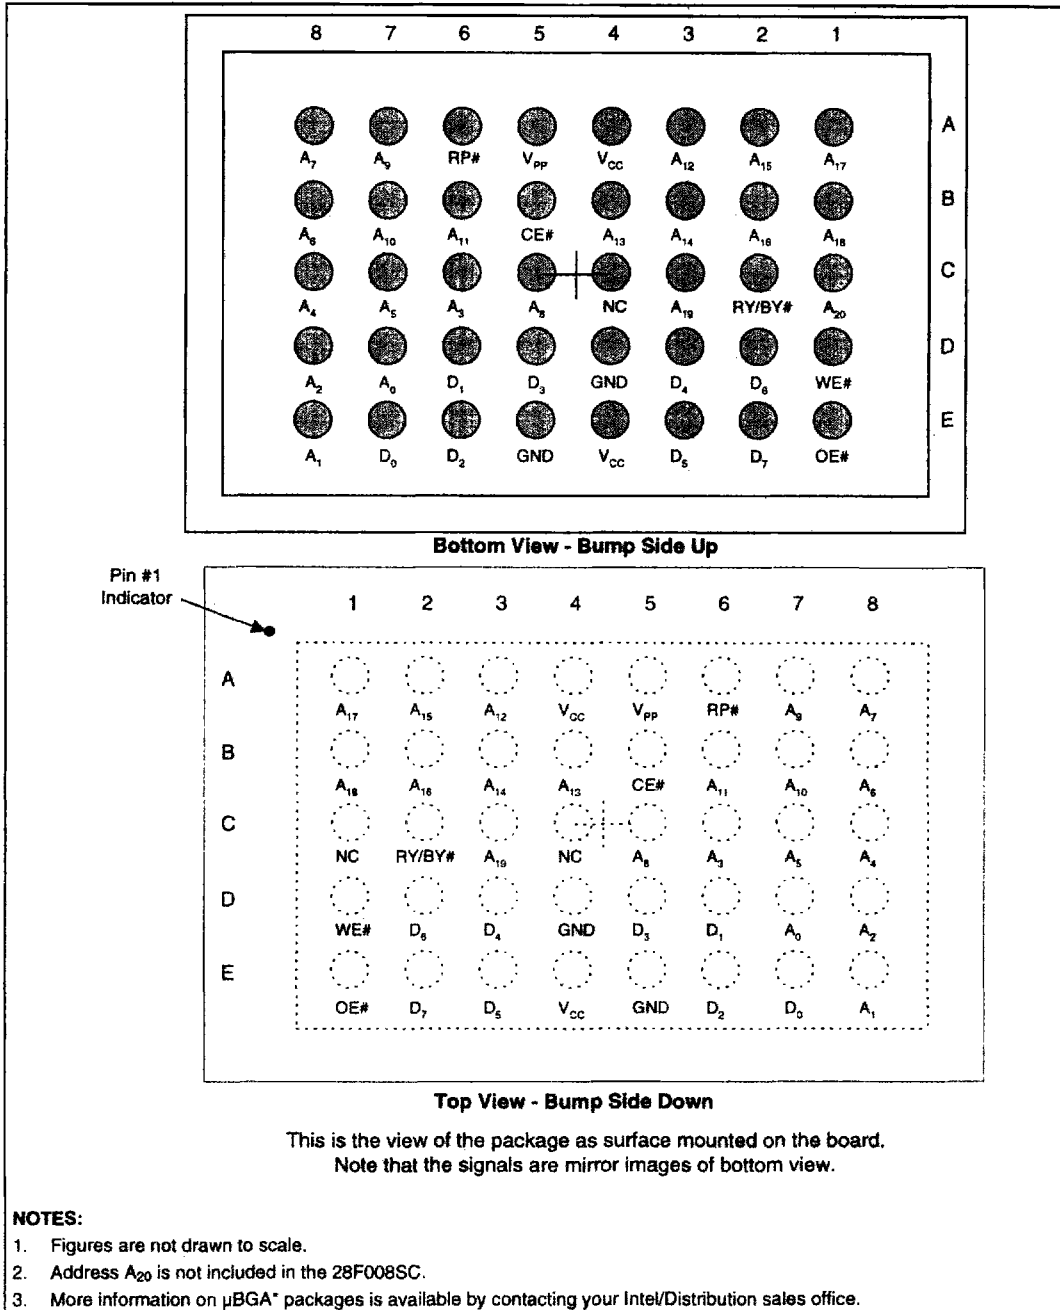 8 7 6 5 4 3 2 1
A
A₇ A₉ RP# V_PP V_CC A₁₂ A₁₅ A₁₇
B
A₆ A₁₀ A₁₁ CE# A₁₃ A₁₄ A₁₆ A₁₈
C
A₄ A₅ A₃ A₈ NC A₁₉ RY/BY# A₂₀
D
A₂ A₀ D₁ D₃ GND D₄ D₆ WE#
E
A₁ D₀ D₂ GND V_CC D₅ D₇ OE#
Bottom View - Bump Side Up
Pin #1
Indicator
1 2 3 4 5 6 7 8
A
A₁₇ A₁₅ A₁₂ V_CC V_PP RP# A₉ A₇
B
A₁₈ A₁₆ A₁₄ A₁₃ CE# A₁₁ A₁₀ A₆
C
NC RY/BY# A₁₉ NC A₈ A₃ A₅ A₄
D
WE# D₆ D₄ GND D₃ D₁ A₀ A₂
E
OE# D₇ D₅ V_CC GND D₂ D₀ A₁
Top View - Bump Side Down
This is the view of the package as surface mounted on the board.
Note that the signals are mirror images of bottom view.
NOTES:
1. Figures are not drawn to scale.
2. Address A₂₀ is not included in the 28F008SC.
3. More information on µBGA* packages is available by contacting your Intel/Distribution sales office.